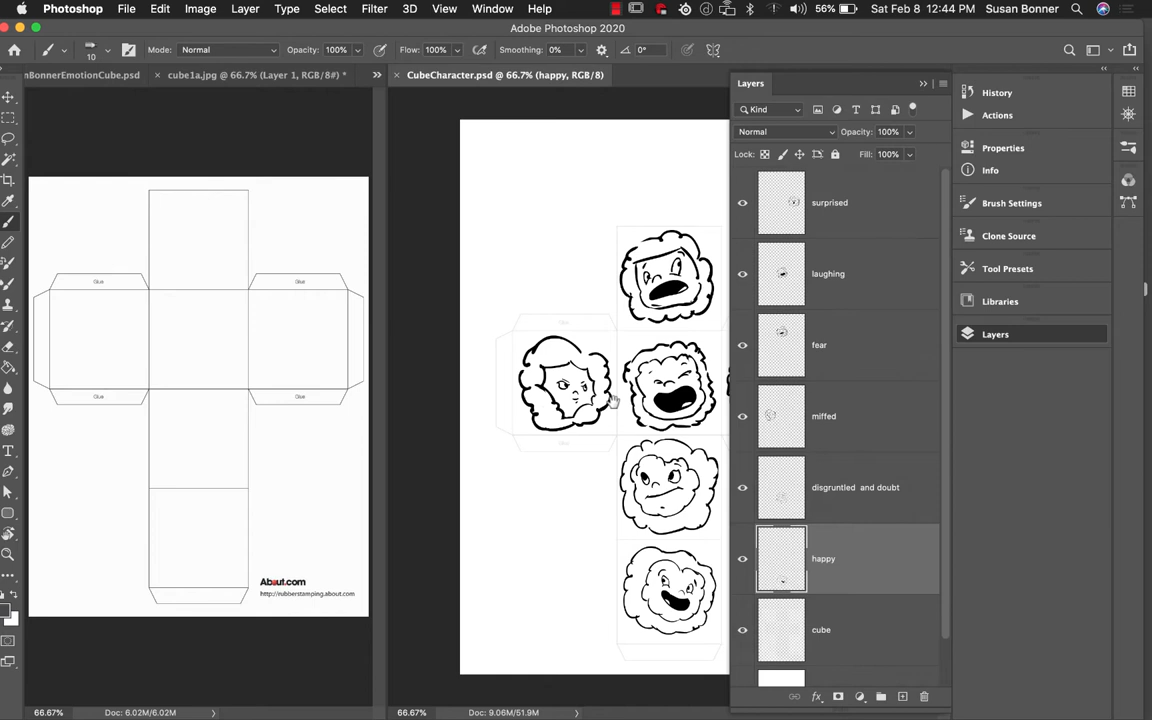 Photoshop File Edit Image Layer Type Select Filter 3D View Window Help 56% Sat Feb 8 12:44 PM Susan Bonner
Adobe Photoshop 2020
10 Mode: Normal Opacity: 100% Flow: 100% Smoothing: 0% 0°
nBonnerEmotionCube.psd × cube1a.jpg @ 66.7% (Layer 1, RGB/8#) * × CubeCharacter.psd @ 66.7% (happy, RGB/8)
Layers
Kind
Normal Opacity: 100%
Lock: Fill: 100%
surprised
laughing
fear
miffed
disgruntled and doubt
happy
cube
History
Actions
Properties
Info
Brush Settings
Clone Source
Tool Presets
Libraries
Layers
Glue Glue
Glue Glue
About.com
http://rubberstamping.about.com
Glue
Glue
66.67% Doc: 6.02M/6.02M 66.67% Doc: 9.06M/51.9M